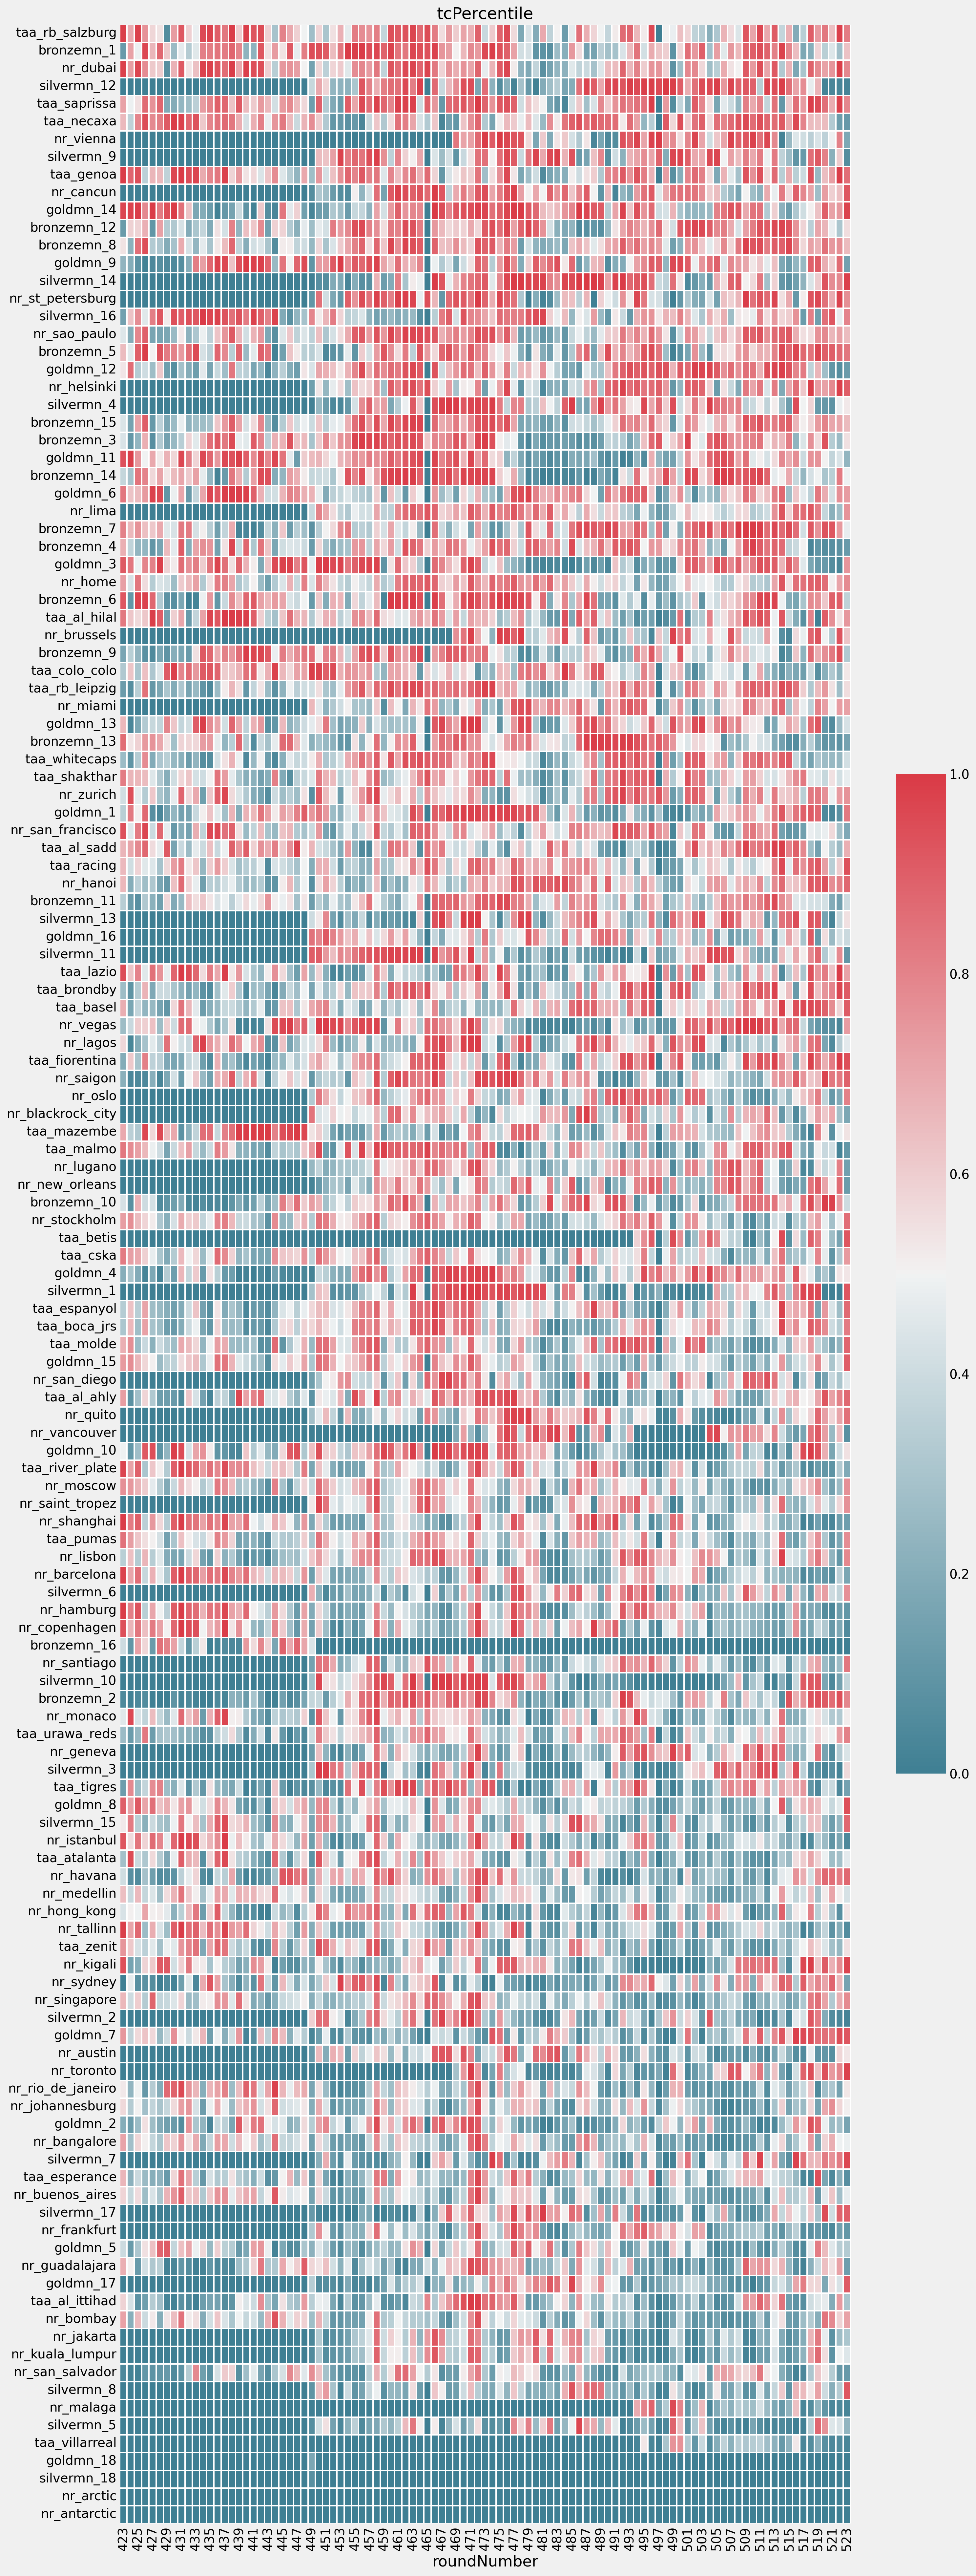 tcPercentile
taa_rb_salzburg
bronzemn_1
nr_dubai
silvermn_12
taa_saprissa
taa_necaxa
nr_vienna
silvermn_9
taa_genoa
nr_cancun
goldmn_14
bronzemn_12
bronzemn_8
goldmn_9
silvermn_14
nr_st_petersburg
silvermn_16
nr_sao_paulo
bronzemn_5
goldmn_12
nr_helsinki
silvermn_4
bronzemn_15
bronzemn_3
goldmn_11
bronzemn_14
goldmn_6
nr_lima
bronzemn_7
bronzemn_4
goldmn_3
nr_home
bronzemn_6
taa_al_hilal
nr_brussels
bronzemn_9
taa_colo_colo
taa_rb_leipzig
nr_miami
goldmn_13
bronzemn_13
taa_whitecaps
taa_shakthar
nr_zurich
goldmn_1
nr_san_francisco
taa_al_sadd
taa_racing
nr_hanoi
bronzemn_11
silvermn_13
goldmn_16
silvermn_11
taa_lazio
taa_brondby
taa_basel
nr_vegas
nr_lagos
taa_fiorentina
nr_saigon
nr_oslo
nr_blackrock_city
taa_mazembe
taa_malmo
nr_lugano
nr_new_orleans
bronzemn_10
nr_stockholm
taa_betis
taa_cska
goldmn_4
silvermn_1
taa_espanyol
taa_boca_jrs
taa_molde
goldmn_15
nr_san_diego
taa_al_ahly
nr_quito
nr_vancouver
goldmn_10
taa_river_plate
nr_moscow
nr_saint_tropez
nr_shanghai
taa_pumas
nr_lisbon
nr_barcelona
silvermn_6
nr_hamburg
nr_copenhagen
bronzemn_16
nr_santiago
silvermn_10
bronzemn_2
nr_monaco
taa_urawa_reds
nr_geneva
silvermn_3
taa_tigres
goldmn_8
silvermn_15
nr_istanbul
taa_atalanta
nr_havana
nr_medellin
nr_hong_kong
nr_tallinn
taa_zenit
nr_kigali
nr_sydney
nr_singapore
silvermn_2
goldmn_7
nr_austin
nr_toronto
nr_rio_de_janeiro
nr_johannesburg
goldmn_2
nr_bangalore
silvermn_7
taa_esperance
nr_buenos_aires
silvermn_17
nr_frankfurt
goldmn_5
nr_guadalajara
goldmn_17
taa_al_ittihad
nr_bombay
nr_jakarta
nr_kuala_lumpur
nr_san_salvador
silvermn_8
nr_malaga
silvermn_5
taa_villarreal
goldmn_18
silvermn_18
nr_arctic
nr_antarctic
423 425 427 429 431 433 435 437 439 441 443 445 447 449 451 453 455 457 459 461 463 465 467 469 471 473 475 477 479 481 483 485 487 489 491 493 495 497 499 501 503 505 507 509 511 513 515 517 519 521 523
roundNumber
1.0
0.8
0.6
0.4
0.2
0.0